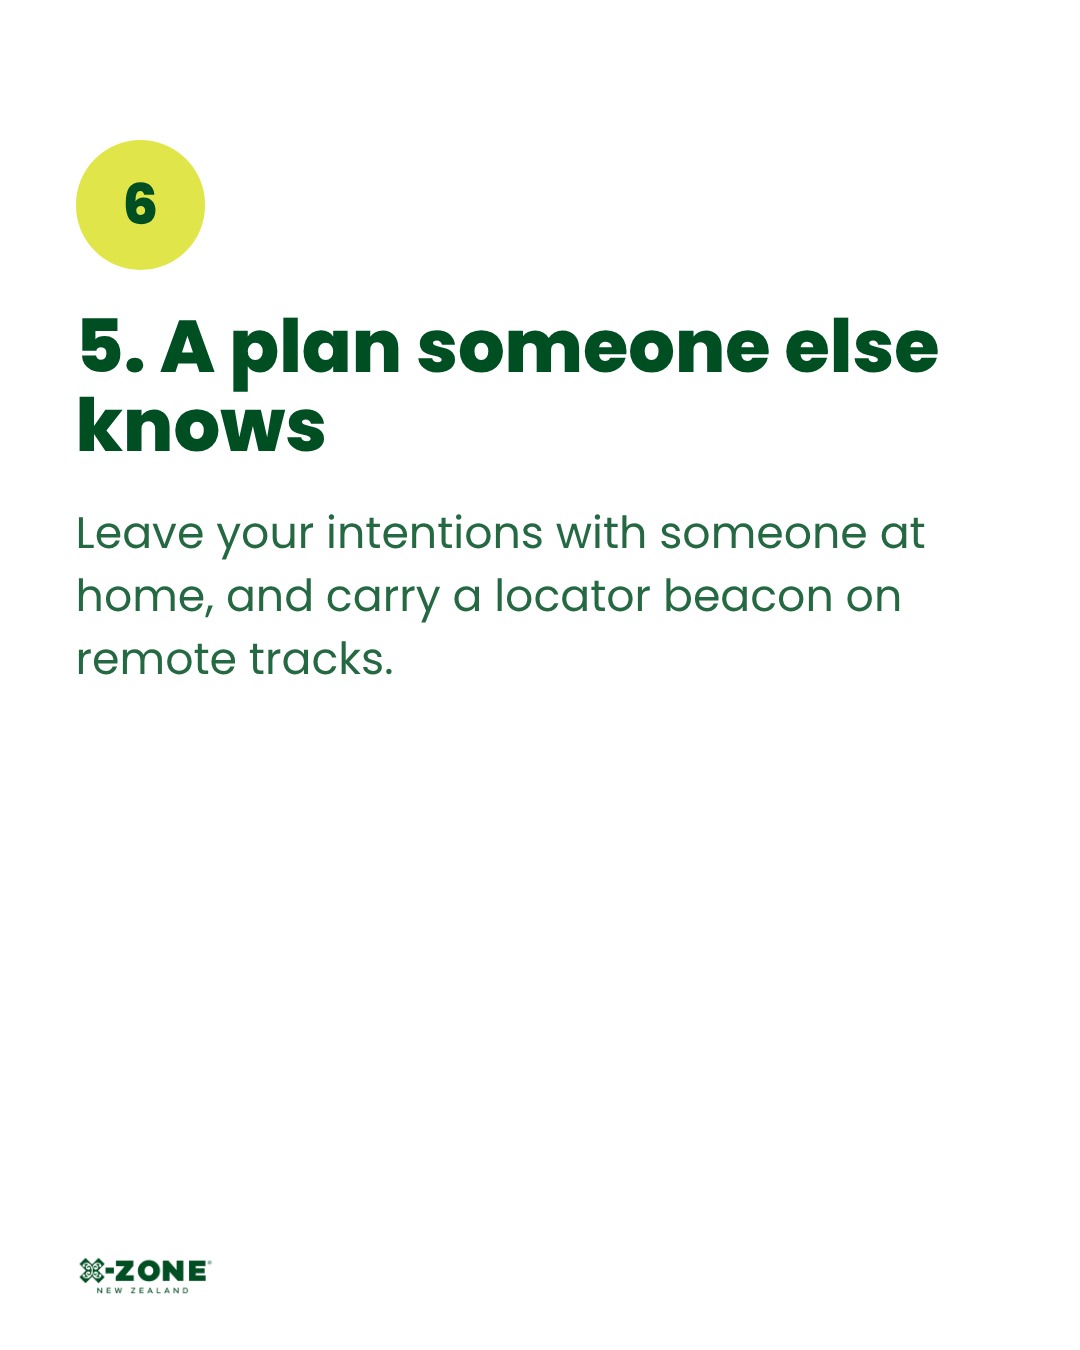 6
5. A plan someone else
knows
Leave your intentions with someone at
home, and carry a locator beacon on
remote tracks.
X-ZONE®
NEW ZEALAND